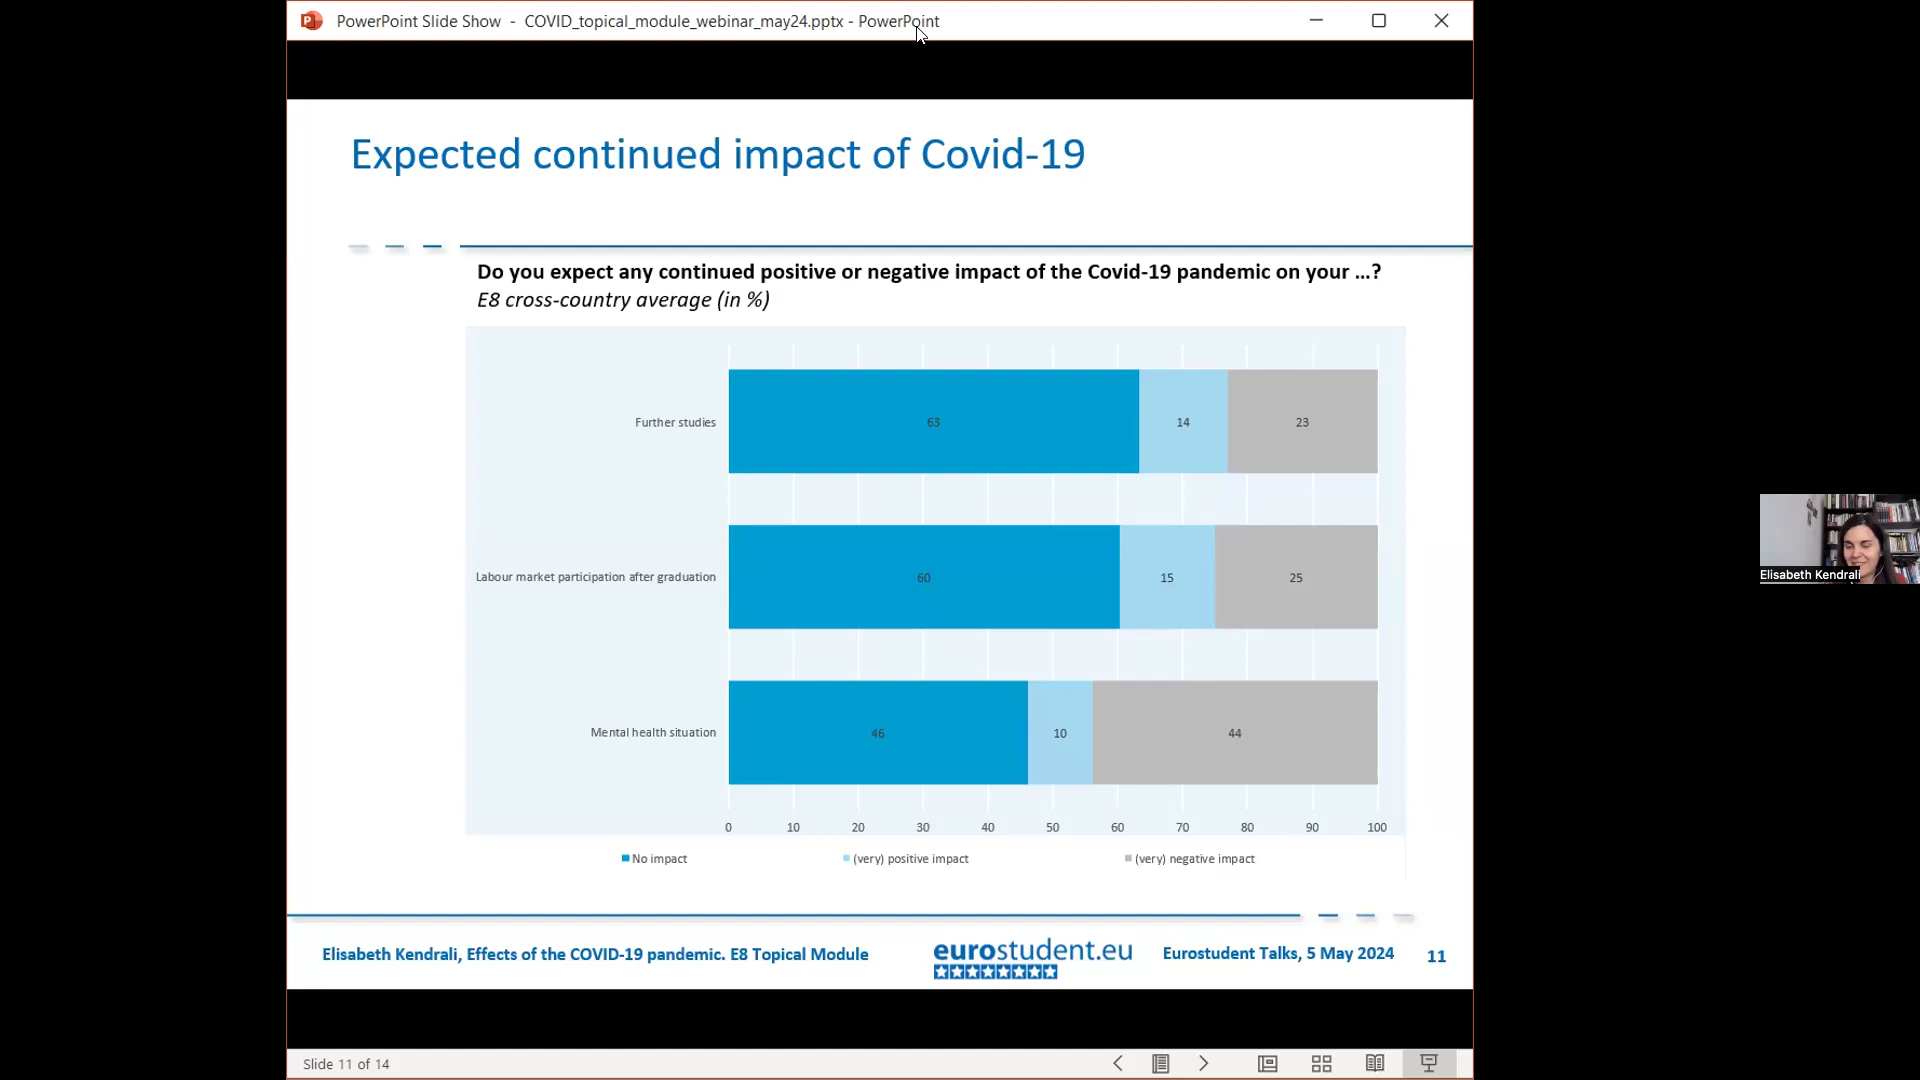 PowerPoint Slide Show - COVID_topical_module_webinar_may24.pptx - PowerPoint
Expected continued impact of Covid-19
Do you expect any continued positive or negative impact of the Covid-19 pandemic on your ...?
E8 cross-country average (in %)
Further studies
63
14
23
Labour market participation after graduation
60
15
25
Mental health situation
46
10
44
0 10 20 30 40 50 60 70 80 90 100
No impact
(very) positive impact
(very) negative impact
Elisabeth Kendrali, Effects of the COVID-19 pandemic. E8 Topical Module
eurostudent.eu
Eurostudent Talks, 5 May 2024
11
Slide 11 of 14
Elisabeth Kendrali